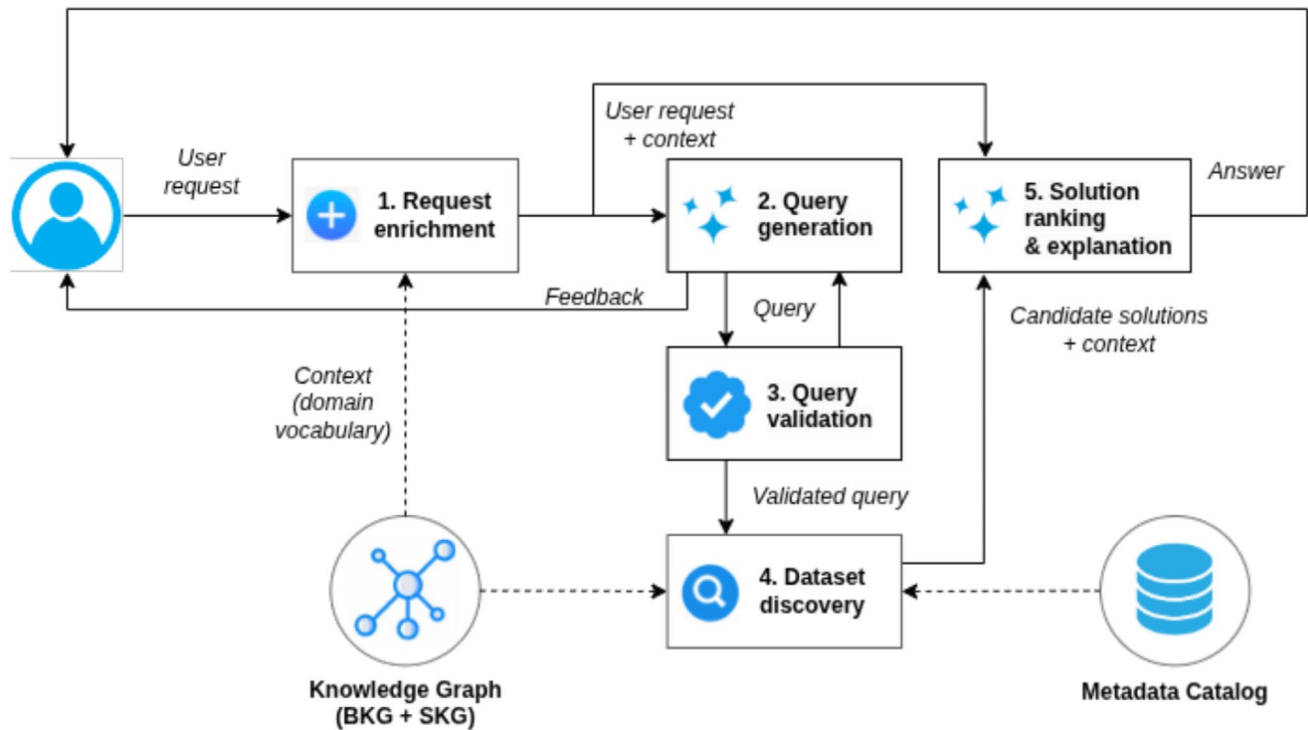 User
request
1. Request
enrichment
User request
+ context
2. Query
generation
5. Solution
ranking
& explanation
Answer
Feedback
Query
Candidate solutions
+ context
Context
(domain
vocabulary)
3. Query
validation
Validated query
4. Dataset
discovery
Knowledge Graph
(BKG + SKG)
Metadata Catalog